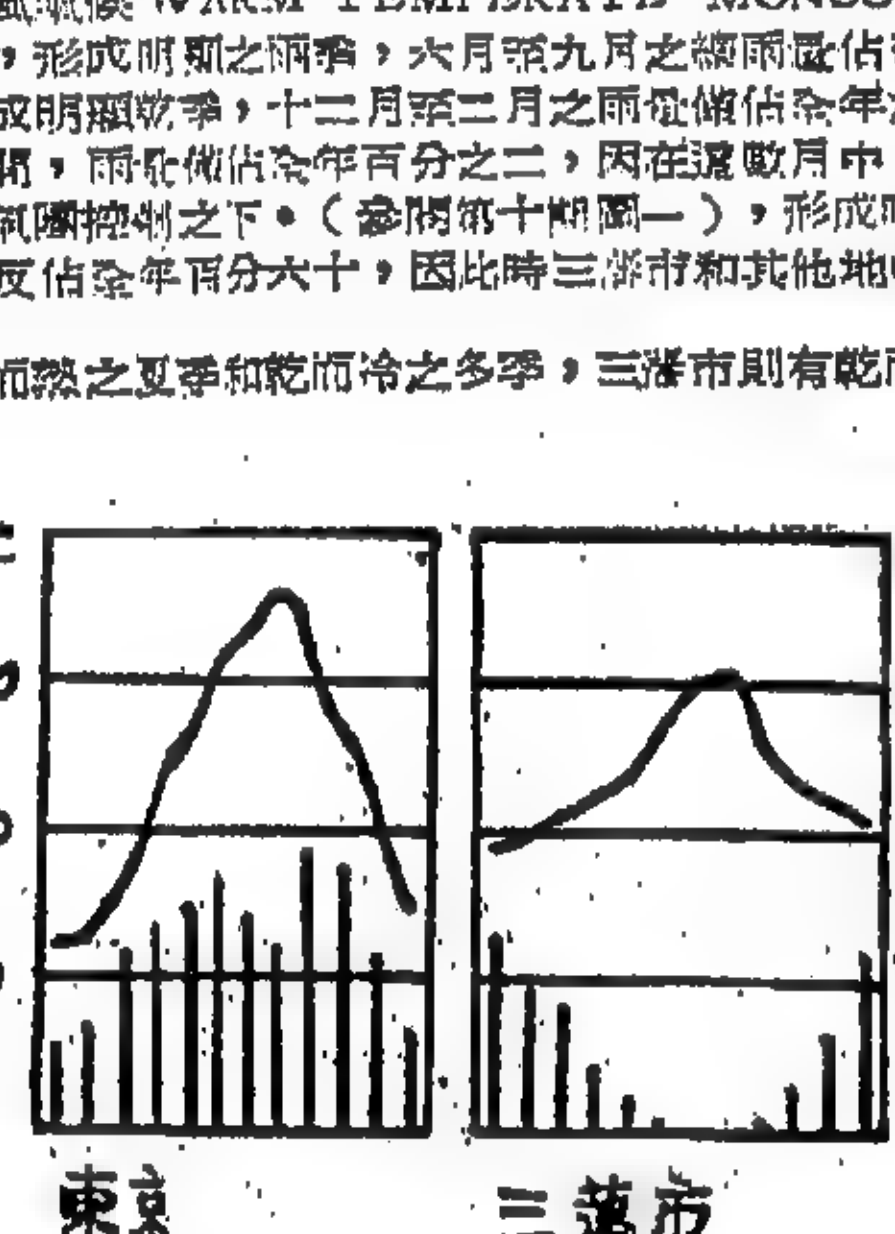 候 WARM TEMPERATE MONSO
，形成明顯之雨季，六月至九月之總雨量佔
成明顯乾季，十二月至二月之雨量僅佔全年
間，雨量僅佔全年百分之二，因在這數月中
氣團控制之下。（參閱第十期圖一），形成
反佔全年百分六十，因此時三藩市和其他地
而熱之夏季和乾而冷之冬季，三藩市則有乾而
東京
三藩市